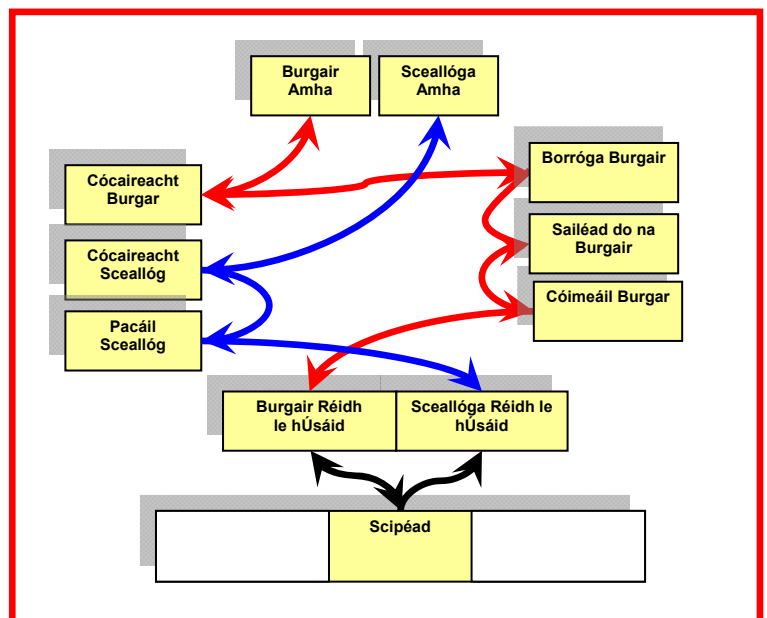 Burgair
Amha
Sceallóga
Amha
Borróga Burgair
Cócaireacht
Burgar
Sailéad do na
Burgair
Cócaireacht
Sceallóg
Cóimeáil Burgar
Pacáil
Sceallóg
Burgair Réidh
le hÚsáid
Sceallóga Réidh le
hÚsáid
Scipéad